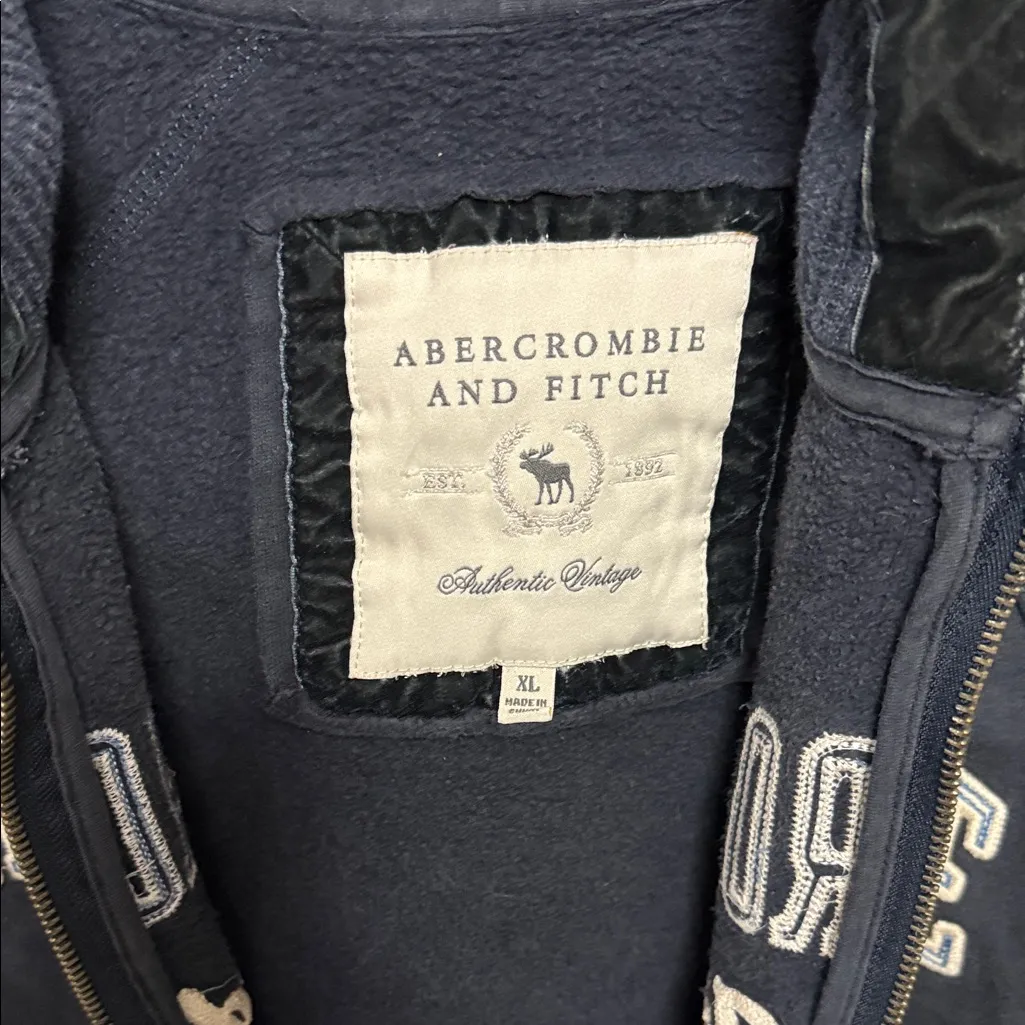 ABERCROMBIE
AND FITCH
EST. 1892
Authentic Vintage
XL
MADE IN